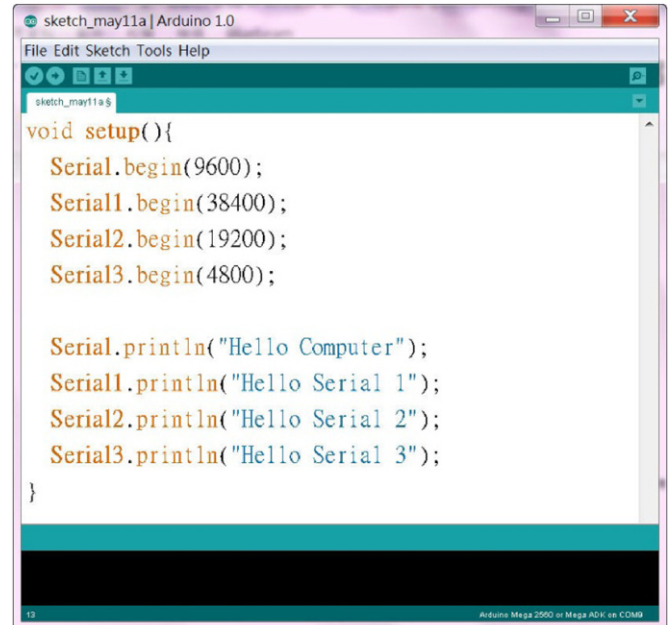 sketch_may11a | Arduino 1.0
File Edit Sketch Tools Help
sketch_may11a §
void setup(){
Serial.begin(9600);
Serial1.begin(38400);
Serial2.begin(19200);
Serial3.begin(4800);
Serial.println("Hello Computer");
Serial1.println("Hello Serial 1");
Serial2.println("Hello Serial 2");
Serial3.println("Hello Serial 3");
}
13
Arduino Mega 2560 or Mega ADK on COM9